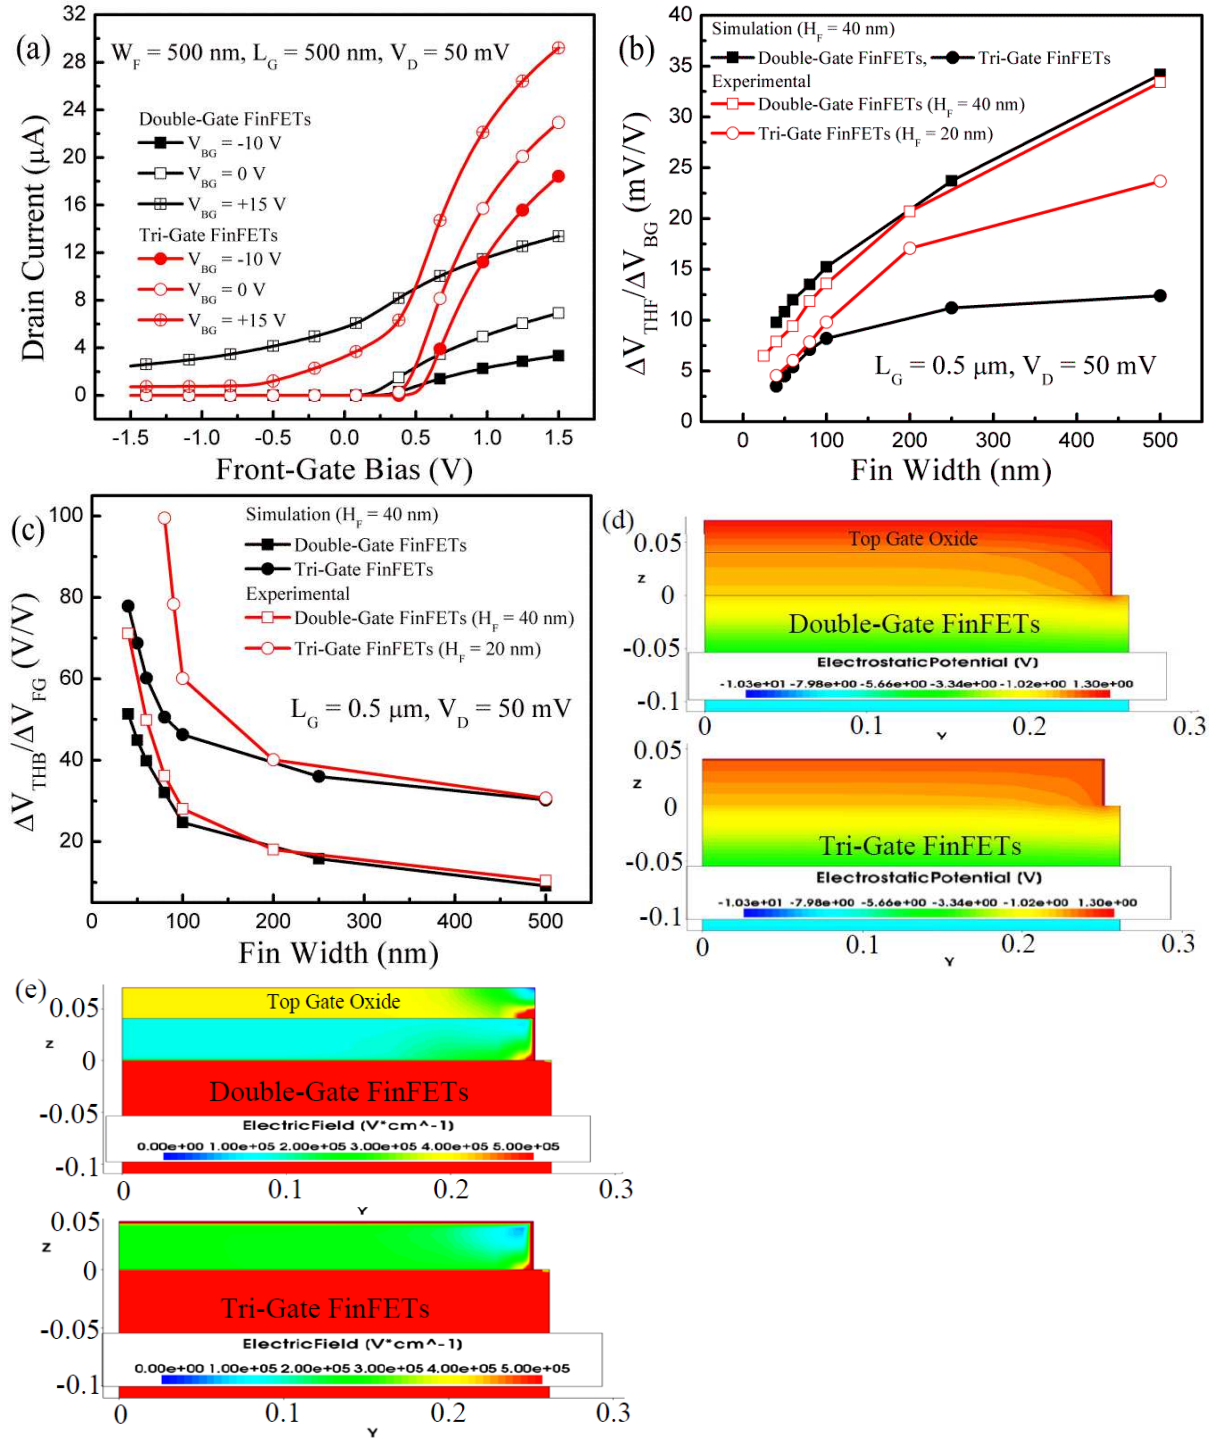 (a)
W_F = 500 nm, L_G = 500 nm, V_D = 50 mV
Double-Gate FinFETs
V_BG = -10 V
V_BG = 0 V
V_BG = +15 V
Tri-Gate FinFETs
V_BG = -10 V
V_BG = 0 V
V_BG = +15 V
Drain Current (μA)
32
28
24
20
16
12
8
4
0
-1.5 -1.0 -0.5 0.0 0.5 1.0 1.5
Front-Gate Bias (V)
(b)
Simulation (H_F = 40 nm)
Double-Gate FinFETs, Tri-Gate FinFETs
Experimental
Double-Gate FinFETs (H_F = 40 nm)
Tri-Gate FinFETs (H_F = 20 nm)
L_G = 0.5 μm, V_D = 50 mV
ΔV_THF/ΔV_BG (mV/V)
40
35
30
25
20
15
10
5
0
0 100 200 300 400 500
Fin Width (nm)
(c)
Simulation (H_F = 40 nm)
Double-Gate FinFETs
Tri-Gate FinFETs
Experimental
Double-Gate FinFETs (H_F = 40 nm)
Tri-Gate FinFETs (H_F = 20 nm)
L_G = 0.5 μm, V_D = 50 mV
ΔV_THB/ΔV_FG (V/V)
100
80
60
40
20
0 100 200 300 400 500
Fin Width (nm)
(d)
Top Gate Oxide
0.05
z
0
Double-Gate FinFETs
-0.05
ElectrostaticPotential [V]
-1.03e+01 -7.98e+00 -5.66e+00 -3.34e+00 -1.02e+00 1.30e+00
-0.1
0 0.1 0.2 0.3
Y
0.05
z
0
Tri-Gate FinFETs
-0.05
ElectrostaticPotential [V]
-1.03e+01 -7.98e+00 -5.66e+00 -3.34e+00 -1.02e+00 1.30e+00
-0.1
0 0.1 0.2 0.3
Y
(e)
Top Gate Oxide
0.05
z
0
Double-Gate FinFETs
-0.05
ElectricField [V*cm^-1]
0.00e+00 1.00e+05 2.00e+05 3.00e+05 4.00e+05 5.00e+05
-0.1
0 0.1 0.2 0.3
Y
0.05
z
0
Tri-Gate FinFETs
-0.05
ElectricField [V*cm^-1]
0.00e+00 1.00e+05 2.00e+05 3.00e+05 4.00e+05 5.00e+05
-0.1
0 0.1 0.2 0.3
Y